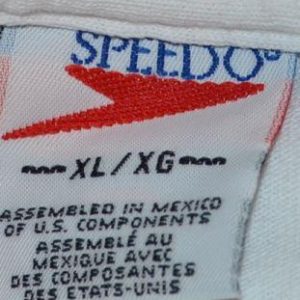 SPEEDO®
~~~XL/XG~~~
ASSEMBLED IN MEXICO
OF U.S. COMPONENTS
ASSEMBLÉ AU
MEXIQUE AVEC
DES COMPOSANTES
DES ETATS-UNIS